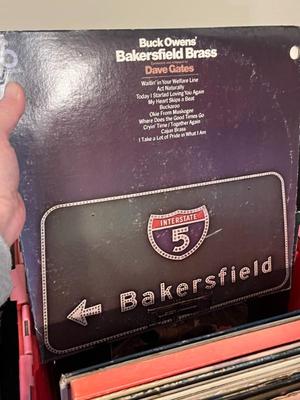 Buck Owens'
Bakersfield Brass
Dave Gates
Waitin' in Your Welfare Line
Act Naturally
Today I Started Loving You Again
My Heart Skips a Beat
Buckaroo
Okie From Muskogee
Where Does the Good Times Go
Cryin' Time / Together Again
Cajun Brass
I Take a Lot of Pride in What I Am
INTERSTATE
5
Bakersfield